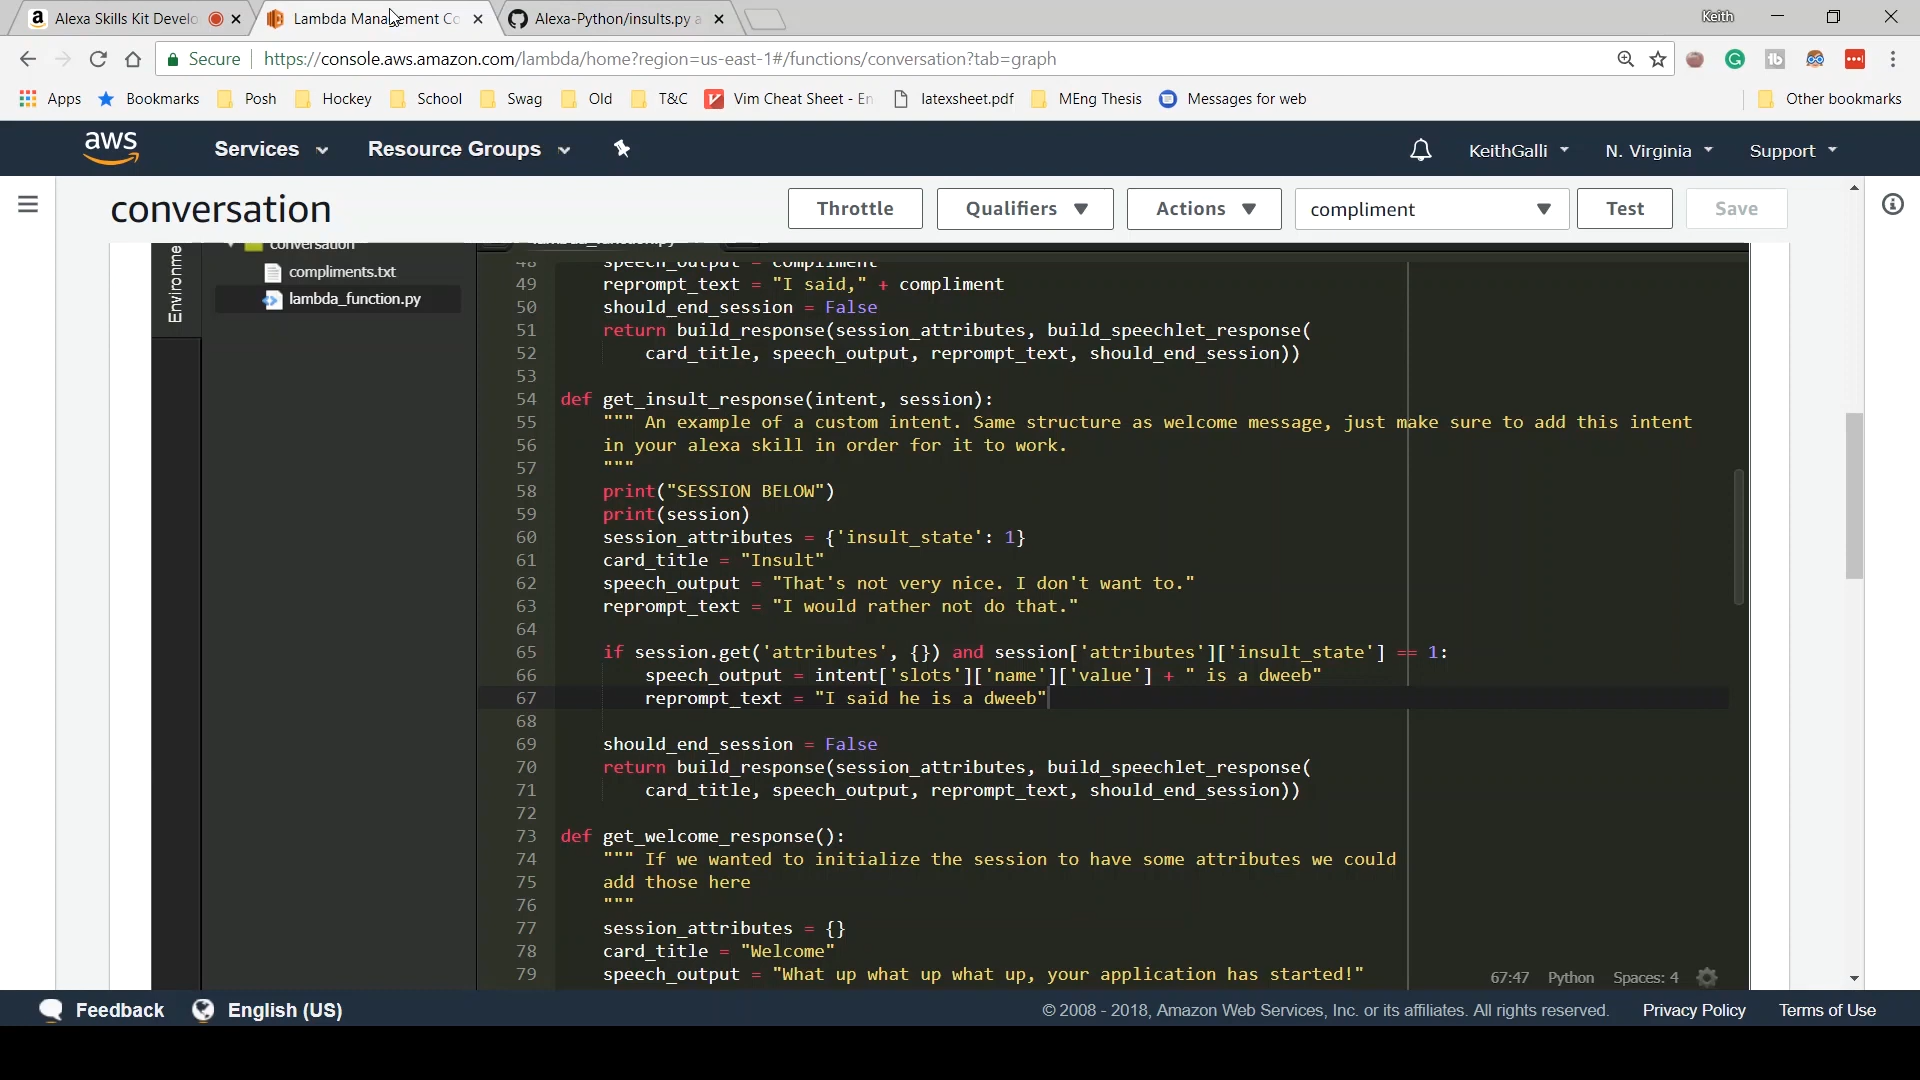 Alexa Skills Kit Develo
Lambda Management Co
Alexa-Python/insults.py a
Keith
Secure
https://console.aws.amazon.com/lambda/home?region=us-east-1#/functions/conversation?tab=graph
Apps
Bookmarks
Posh
Hockey
School
Swag
Old
T&C
Vim Cheat Sheet - En
latexsheet.pdf
MEng Thesis
Messages for web
Other bookmarks
aws
Services
Resource Groups
KeithGalli
N. Virginia
Support
conversation
Throttle
Qualifiers
Actions
compliment
Test
Save
Environme
conversation
compliments.txt
lambda_function.py
lambda_function.py
48 speech_output = compliment
49 reprompt_text = "I said," + compliment
50 should_end_session = False
51 return build_response(session_attributes, build_speechlet_response(
52 card_title, speech_output, reprompt_text, should_end_session))
53
54 def get_insult_response(intent, session):
55 """ An example of a custom intent. Same structure as welcome message, just make sure to add this intent
56 in your alexa skill in order for it to work.
57 """
58 print("SESSION BELOW")
59 print(session)
60 session_attributes = {'insult_state': 1}
61 card_title = "Insult"
62 speech_output = "That's not very nice. I don't want to."
63 reprompt_text = "I would rather not do that."
64
65 if session.get('attributes', {}) and session['attributes']['insult_state'] == 1:
66 speech_output = intent['slots']['name']['value'] + " is a dweeb"
67 reprompt_text = "I said he is a dweeb"
68
69 should_end_session = False
70 return build_response(session_attributes, build_speechlet_response(
71 card_title, speech_output, reprompt_text, should_end_session))
72
73 def get_welcome_response():
74 """ If we wanted to initialize the session to have some attributes we could
75 add those here
76 """
77 session_attributes = {}
78 card_title = "Welcome"
79 speech_output = "What up what up what up, your application has started!"
67:47 Python Spaces: 4
Feedback
English (US)
© 2008 - 2018, Amazon Web Services, Inc. or its affiliates. All rights reserved.
Privacy Policy
Terms of Use